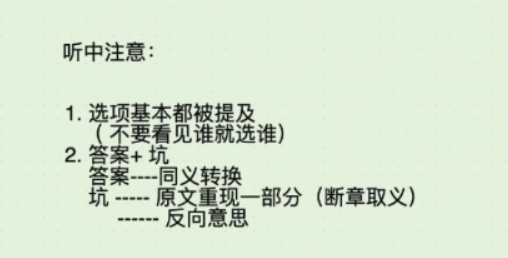 听中注意：
1. 选项基本都被提及
（ 不要看见谁就选谁）
2. 答案+ 坑
答案----同义转换
坑 ----- 原文重现一部分（断章取义）
------ 反向意思